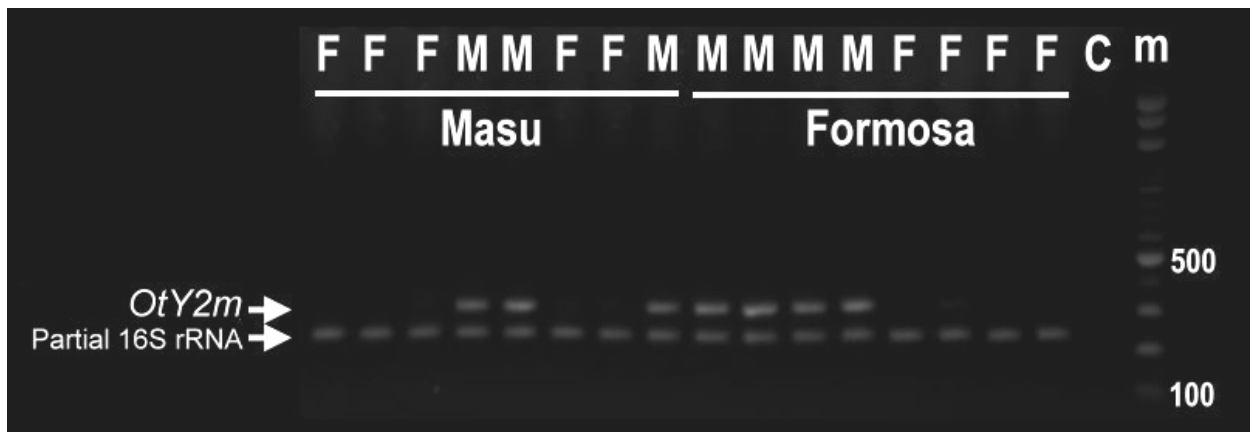 F F F M M F F M M M M M F F F F C m
Masu Formosa
500
OtY2m
Partial 16S rRNA
100